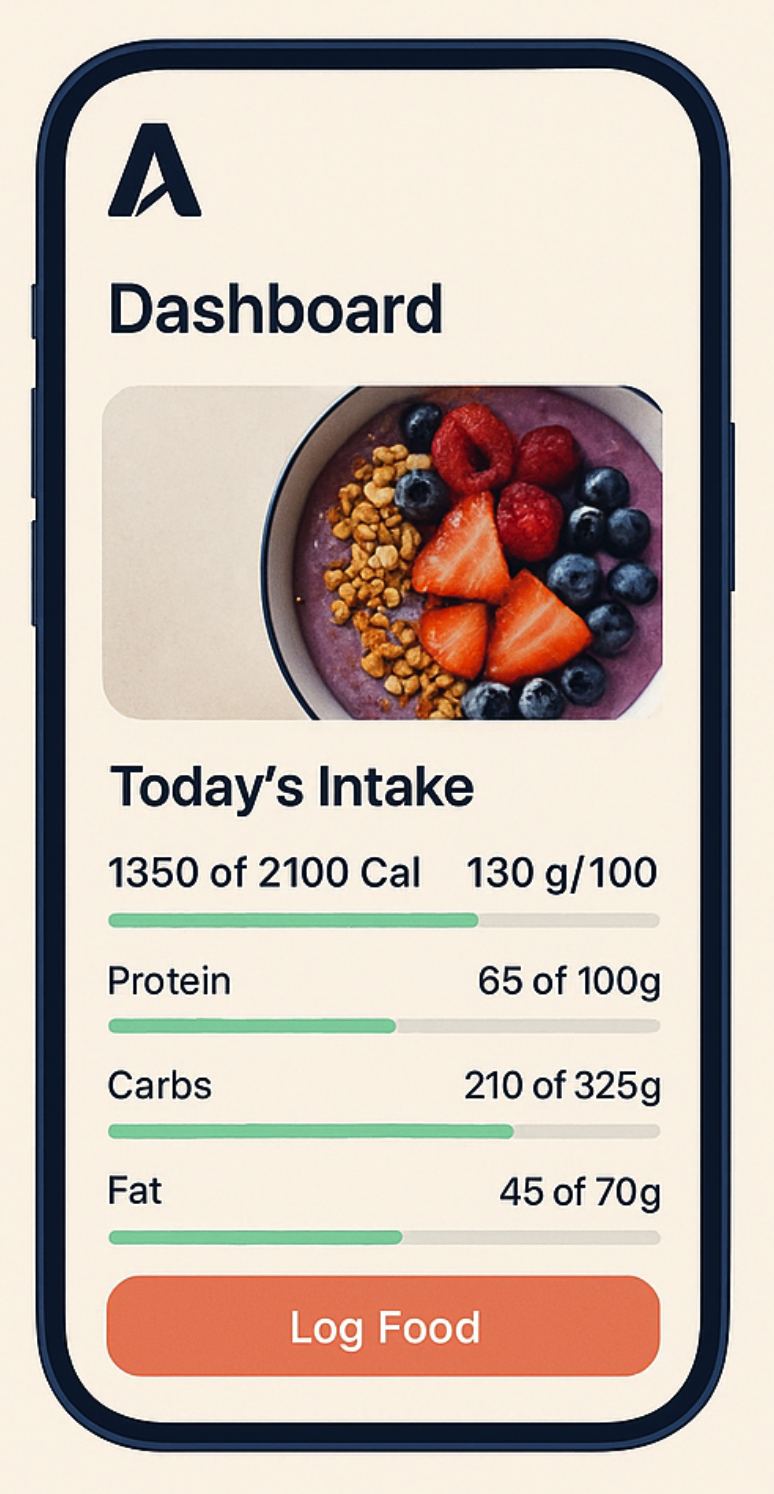 Dashboard
Today's Intake
1350 of 2100 Cal 130 g/100
Protein 65 of 100g
Carbs 210 of 325g
Fat 45 of 70g
Log Food